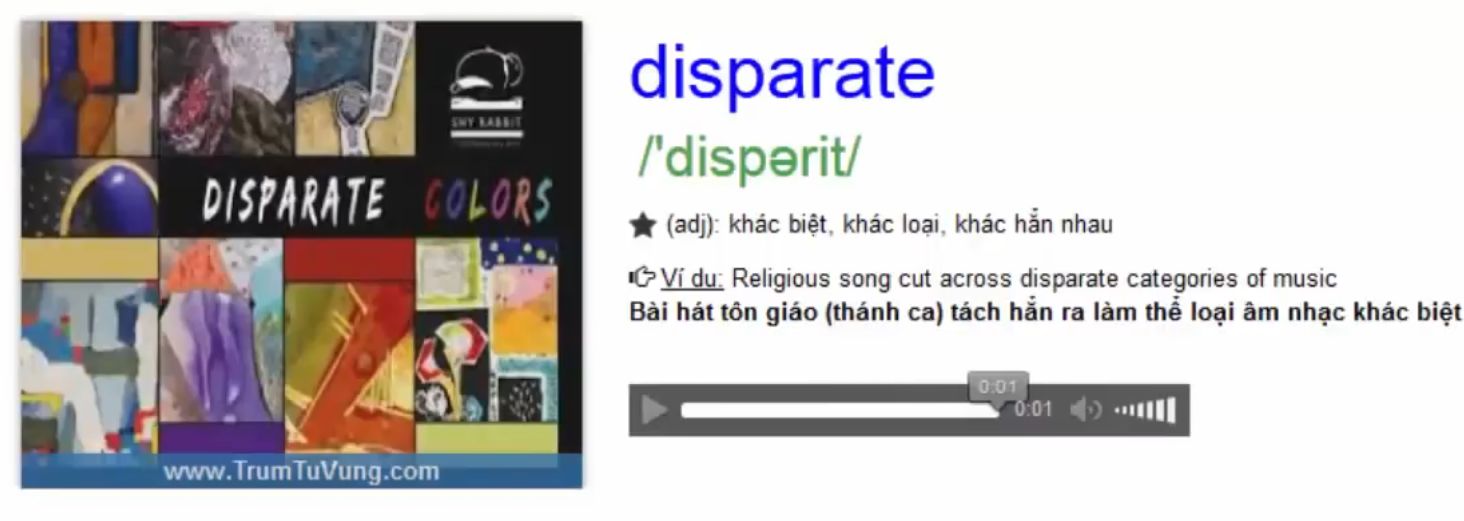 SHY RABBIT
DISPARATE COLORS
www.TrumTuVung.com
disparate
/'dispərit/
(adj): khác biệt, khác loại, khác hẳn nhau
Ví du: Religious song cut across disparate categories of music
Bài hát tôn giáo (thánh ca) tách hẳn ra làm thể loại âm nhạc khác biệt
0:01
0:01